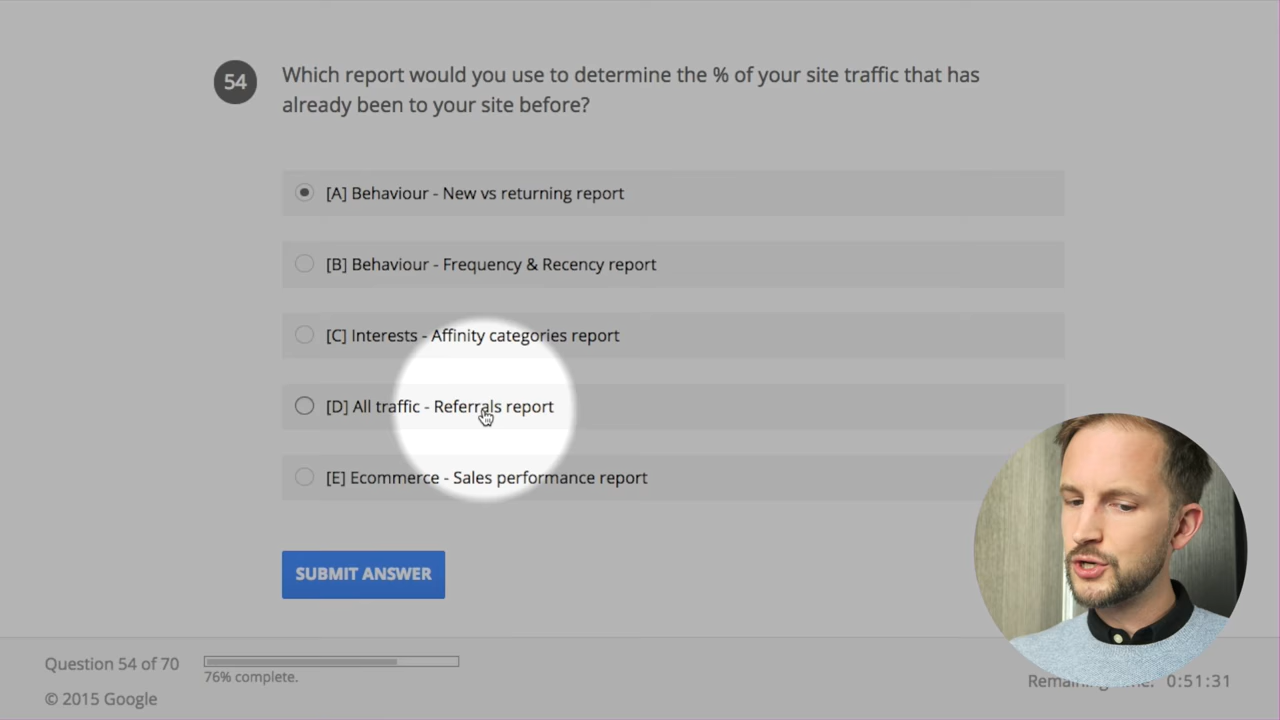 54
Which report would you use to determine the % of your site traffic that has
already been to your site before?
[A] Behaviour - New vs returning report
[B] Behaviour - Frequency & Recency report
[C] Interests - Affinity categories report
[D] All traffic - Referrals report
[E] Ecommerce - Sales performance report
SUBMIT ANSWER
Question 54 of 70
76% complete.
© 2015 Google
0:51:31